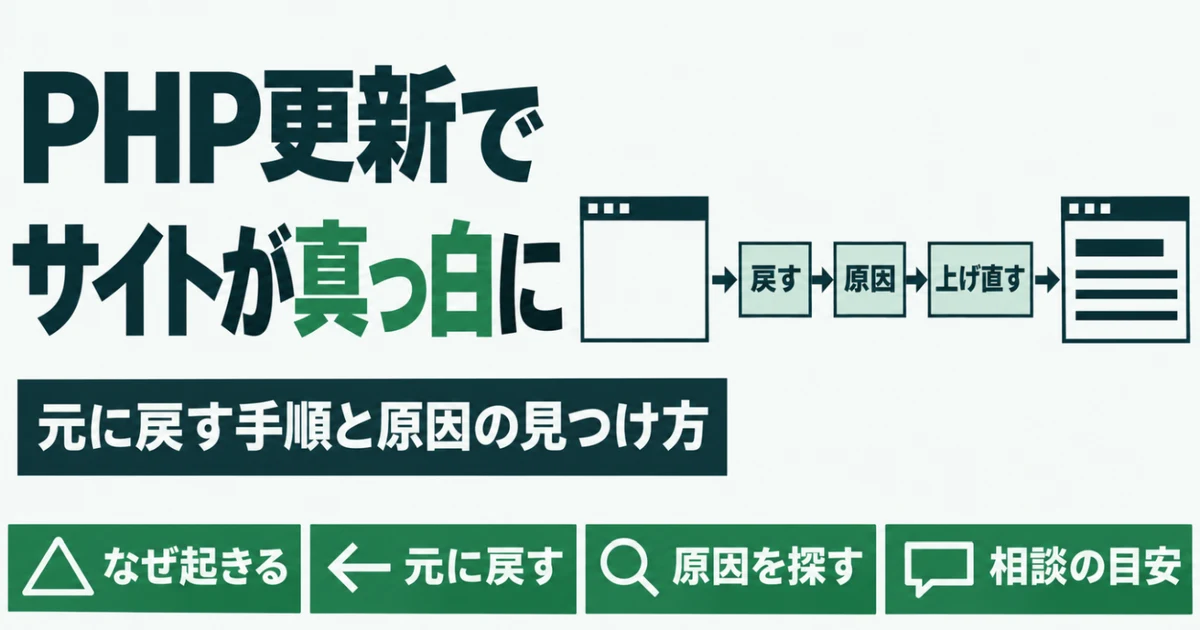 PHP更新で
サイトが真っ白に
戻す
原因
上げ直す
元に戻す手順と原因の見つけ方
なぜ起きる
元に戻す
原因を探す
相談の目安